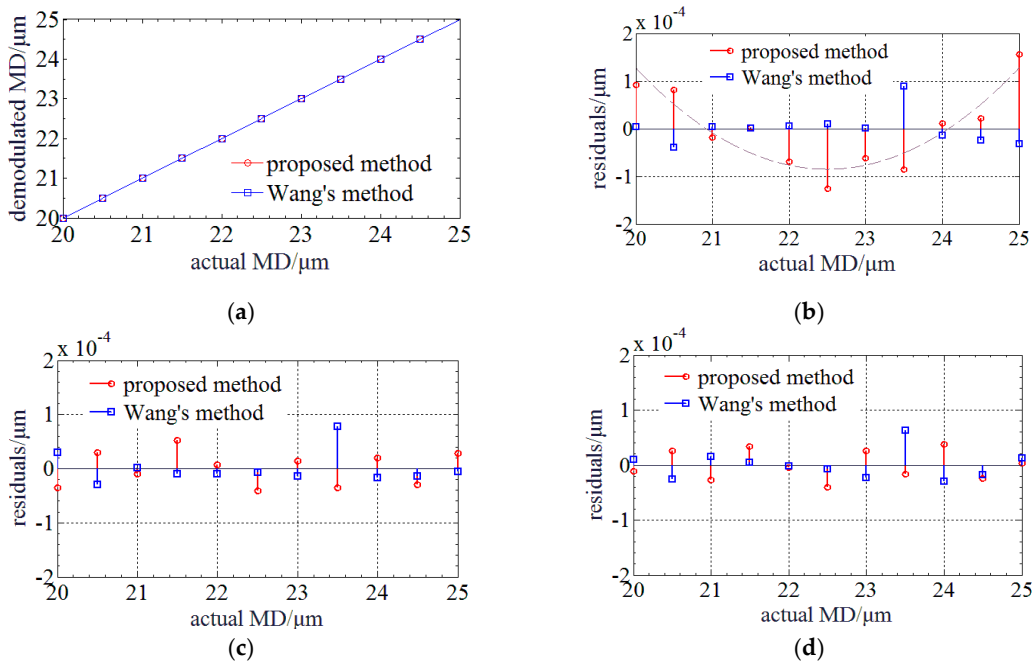 25
24
23
22
21
20
demodulated MD/μm
proposed method
Wang's method
20 21 22 23 24 25
actual MD/μm
(a)
2 x 10⁻⁴
1
0
-1
-2
residuals/μm
proposed method
Wang's method
20 21 22 23 24 25
actual MD/μm
(b)
2 x 10⁻⁴
1
0
-1
-2
residuals/μm
proposed method
Wang's method
20 21 22 23 24 25
actual MD/μm
(c)
2 x 10⁻⁴
1
0
-1
-2
residuals/μm
proposed method
Wang's method
20 21 22 23 24 25
actual MD/μm
(d)